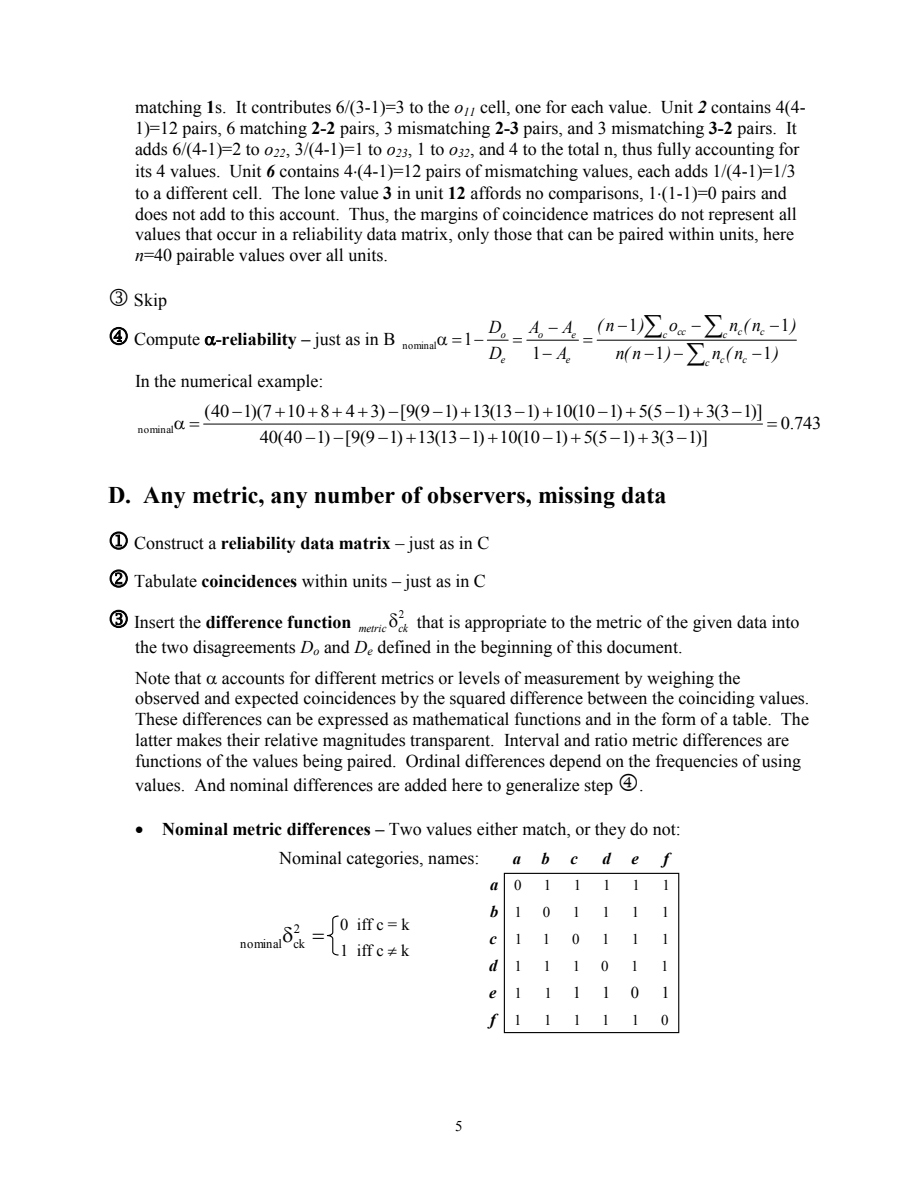 matching 1s. It contributes 6/(3-1)=3 to the o11 cell, one for each value. Unit 2 contains 4(4-
1)=12 pairs, 6 matching 2-2 pairs, 3 mismatching 2-3 pairs, and 3 mismatching 3-2 pairs. It
adds 6/(4-1)=2 to o22, 3/(4-1)=1 to o23, 1 to o32, and 4 to the total n, thus fully accounting for
its 4 values. Unit 6 contains 4·(4-1)=12 pairs of mismatching values, each adds 1/(4-1)=1/3
to a different cell. The lone value 3 in unit 12 affords no comparisons, 1·(1-1)=0 pairs and
does not add to this account. Thus, the margins of coincidence matrices do not represent all
values that occur in a reliability data matrix, only those that can be paired within units, here
n=40 pairable values over all units.
③ Skip
④ Compute α-reliability – just as in B nominalα = 1 − Do/De = (Ao − Ae)/(1 − Ae) = ((n −1)∑c occ − ∑c nc(nc −1))/(n(n −1) − ∑c nc(nc −1))
In the numerical example:
nominalα = ((40−1)(7+10+8+4+3)−[9(9−1)+13(13−1)+10(10−1)+5(5−1)+3(3−1)])/(40(40−1)−[9(9−1)+13(13−1)+10(10−1)+5(5−1)+3(3−1)]) = 0.743
D. Any metric, any number of observers, missing data
① Construct a reliability data matrix – just as in C
② Tabulate coincidences within units – just as in C
③ Insert the difference function metric δ²ck that is appropriate to the metric of the given data into
the two disagreements Do and De defined in the beginning of this document.
Note that α accounts for different metrics or levels of measurement by weighing the
observed and expected coincidences by the squared difference between the coinciding values.
These differences can be expressed as mathematical functions and in the form of a table. The
latter makes their relative magnitudes transparent. Interval and ratio metric differences are
functions of the values being paired. Ordinal differences depend on the frequencies of using
values. And nominal differences are added here to generalize step ④.
• Nominal metric differences – Two values either match, or they do not:
Nominal categories, names: a b c d e f
a 0 1 1 1 1 1
b 1 0 1 1 1 1
nominal δ²ck = { 0 iff c = k
1 iff c ≠ k
c 1 1 0 1 1 1
d 1 1 1 0 1 1
e 1 1 1 1 0 1
f 1 1 1 1 1 0
5